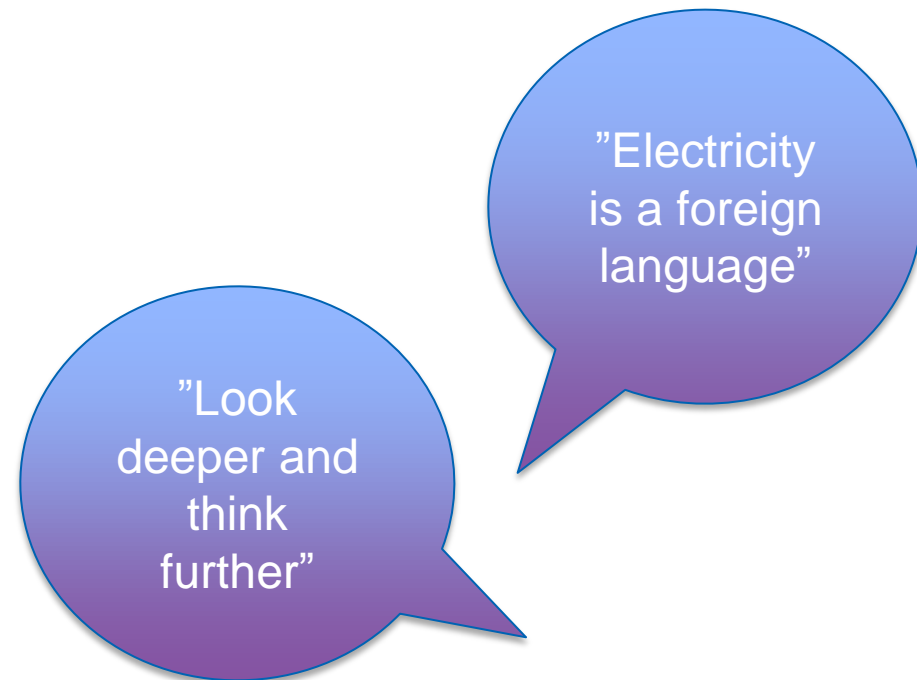 ”Electricity
is a foreign
language”
”Look
deeper and
think
further”